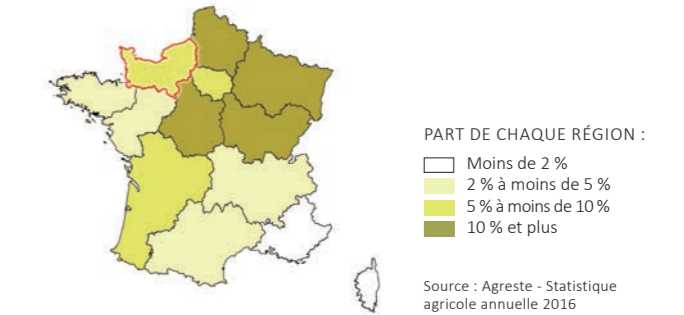 PART DE CHAQUE RÉGION :
Moins de 2 %
2 % à moins de 5 %
5 % à moins de 10 %
10 % et plus
Source : Agreste - Statistique
agricole annuelle 2016